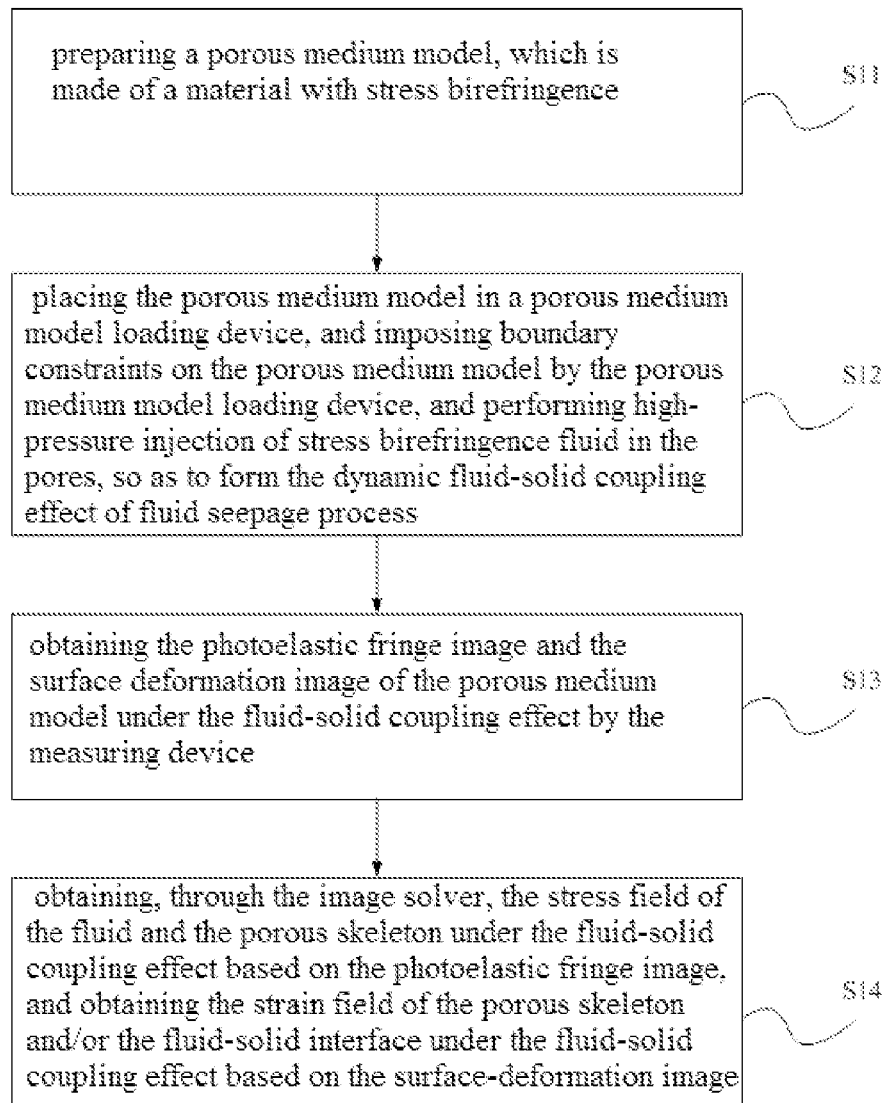 preparing a porous medium model, which is
made of a material with stress birefringence
S11
placing the porous medium model in a porous medium
model loading device, and imposing boundary
constraints on the porous medium model by the porous
medium model loading device, and performing high-
pressure injection of stress birefringence fluid in the
pores, so as to form the dynamic fluid-solid coupling
effect of fluid seepage process
S12
obtaining the photoelastic fringe image and the
surface deformation image of the porous medium
model under the fluid-solid coupling effect by the
measuring device
S13
obtaining, through the image solver, the stress field of
the fluid and the porous skeleton under the fluid-solid
coupling effect based on the photoelastic fringe image,
and obtaining the strain field of the porous skeleton
and/or the fluid-solid interface under the fluid-solid
coupling effect based on the surface-deformation image
S14